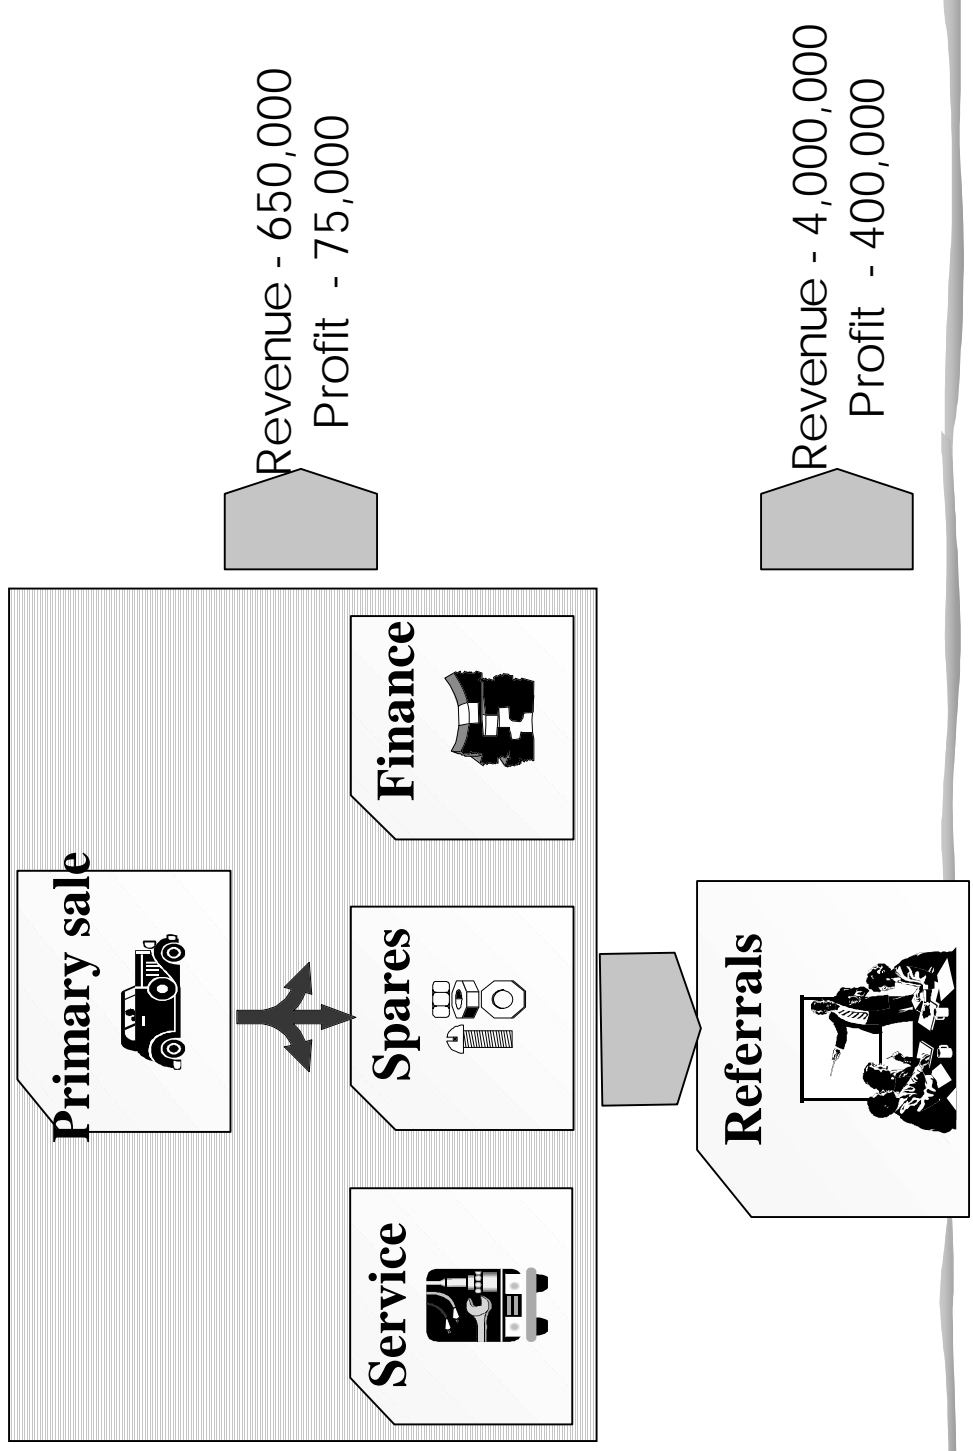 Primary sale
Revenue - 650,000
Profit - 75,000
Service
Spares
Finance
Referrals
Revenue - 4,000,000
Profit - 400,000